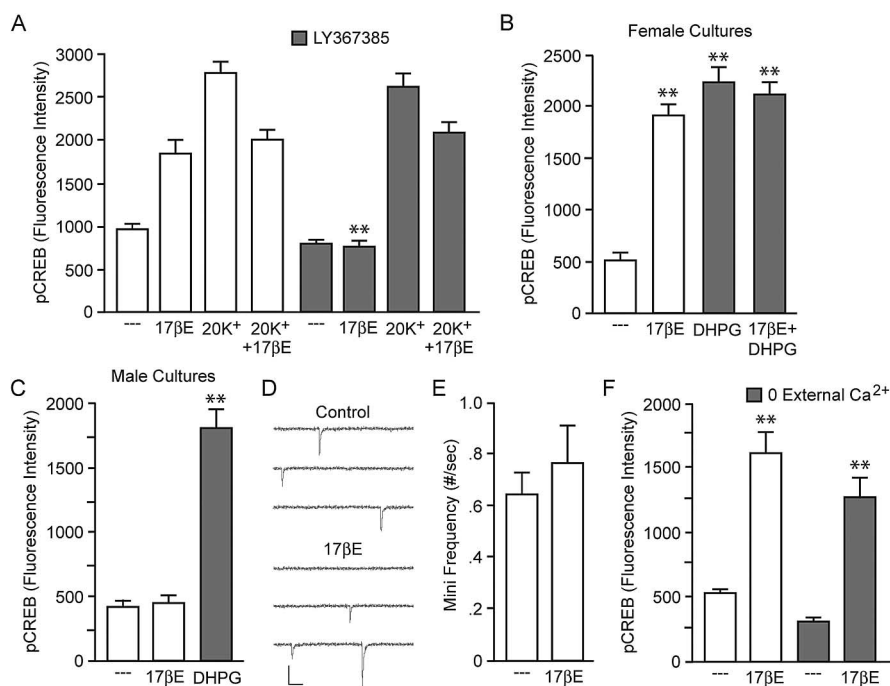 A
LY367385
pCREB (Fluorescence Intensity)
3000
2500
2000
1500
1000
500
0
--- 17βE 20K⁺ 20K⁺ --- 17βE 20K⁺ 20K⁺
+17βE +17βE
**
B
Female Cultures
pCREB (Fluorescence Intensity)
2500
2000
1500
1000
500
0
** ** **
--- 17βE DHPG 17βE+
DHPG
C
Male Cultures
pCREB (Fluorescence Intensity)
2000
1500
1000
500
0
**
--- 17βE DHPG
D
Control
17βE
E
Mini Frequency (#/sec)
1.0
.8
.6
.4
.2
0
--- 17βE
F
0 External Ca²⁺
pCREB (Fluorescence Intensity)
2000
1500
1000
500
0
**
**
--- 17βE --- 17βE